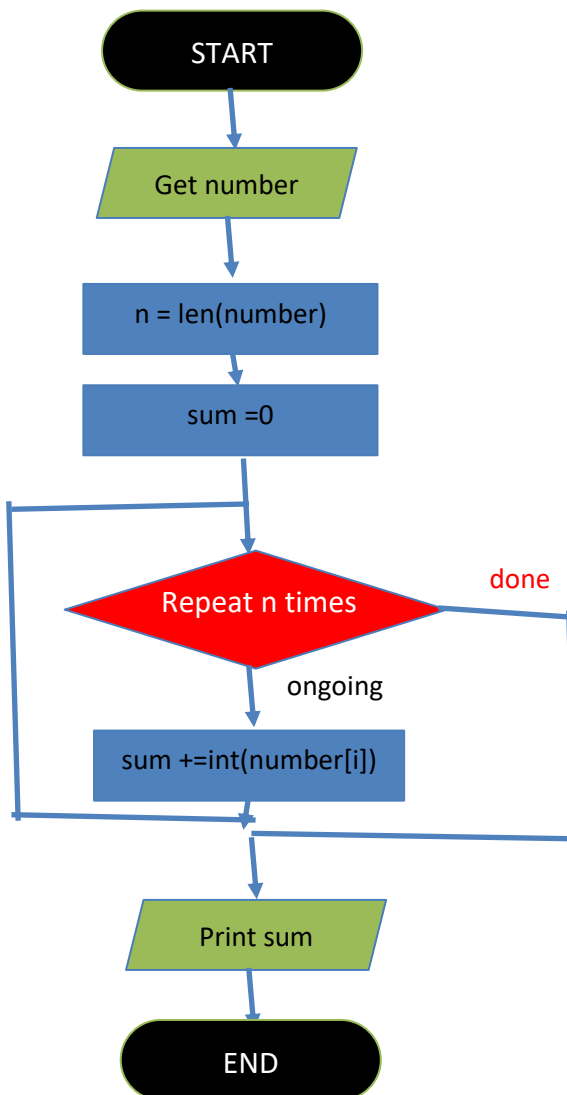 START
Get number
n = len(number)
sum =0
Repeat n times
done
ongoing
sum +=int(number[i])
Print sum
END